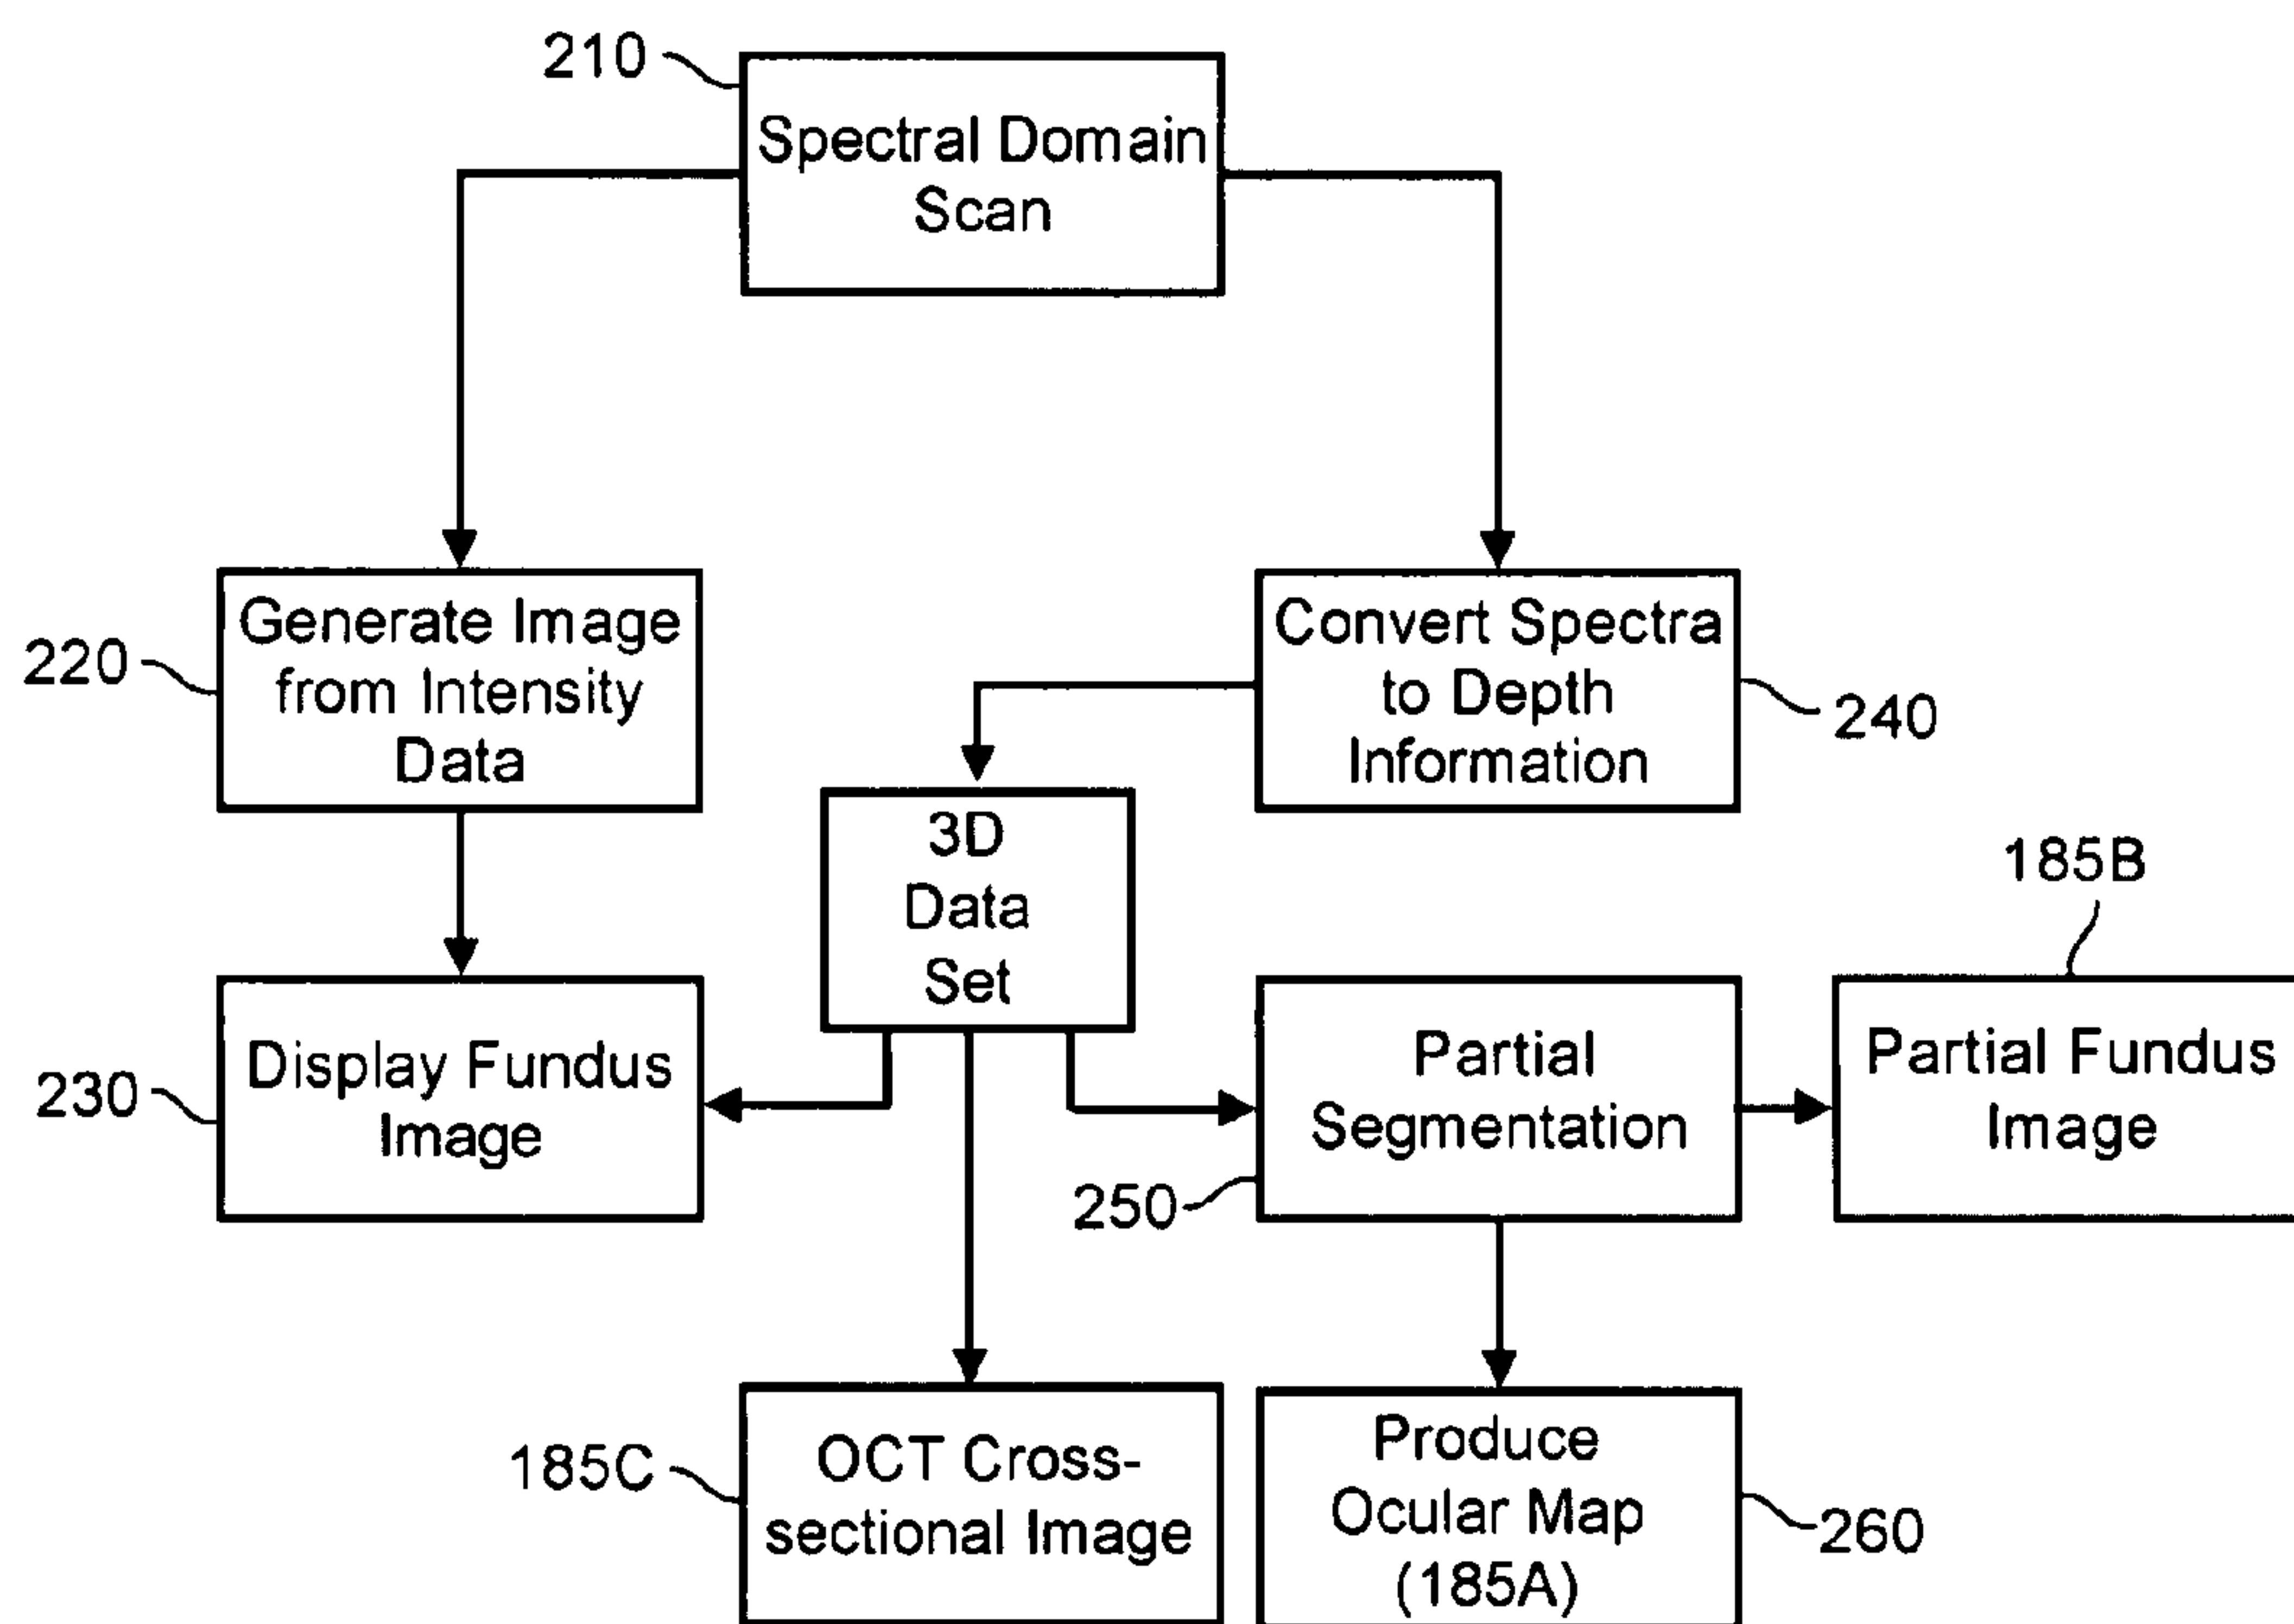 210
Spectral Domain
Scan
220
Generate Image
from Intensity
Data
Convert Spectra
to Depth
Information
240
3D
Data
Set
185B
230
Display Fundus
Image
250
Partial
Segmentation
Partial Fundus
Image
185C
OCT Cross-
sectional Image
Produce
Ocular Map
(185A)
260